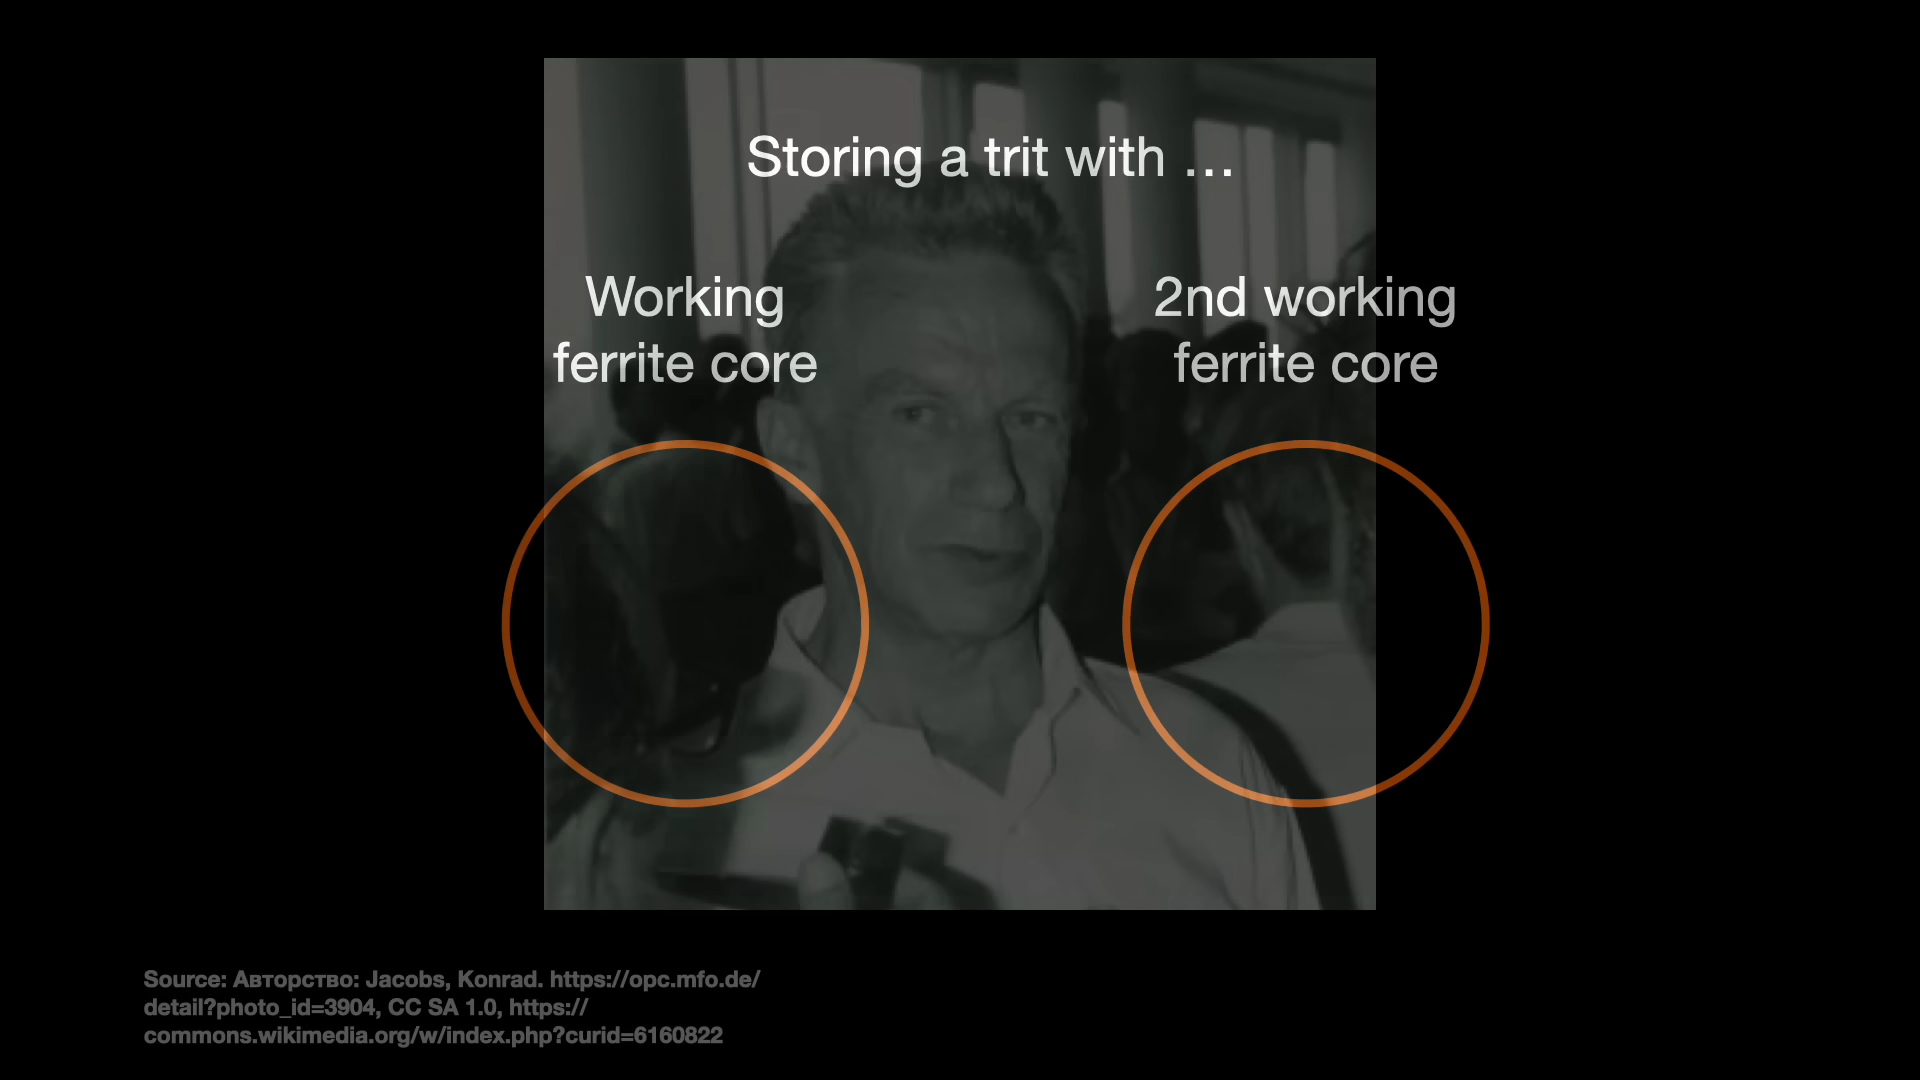 Storing a trit with …
Working
ferrite core
2nd working
ferrite core
Source: Авторство: Jacobs, Konrad. https://opc.mfo.de/
detail?photo_id=3904, CC SA 1.0, https://
commons.wikimedia.org/w/index.php?curid=6160822